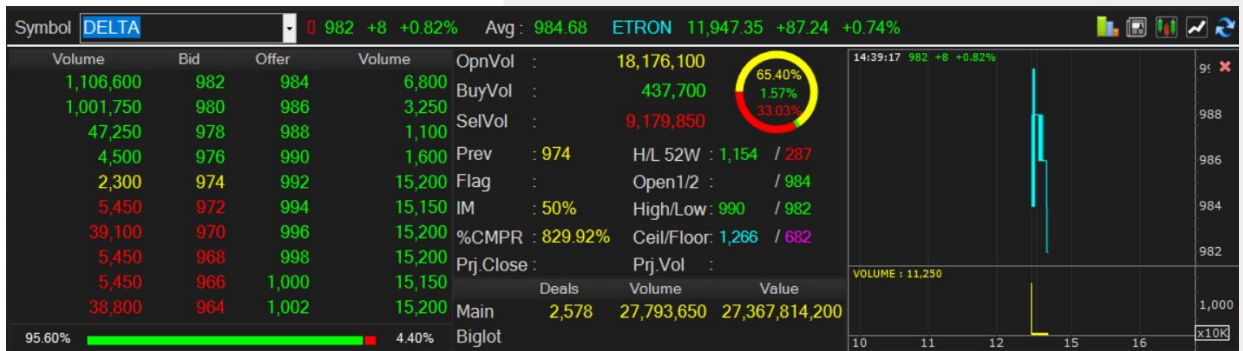 Symbol DELTA 982 +8 +0.82% Avg : 984.68 ETRON 11,947.35 +87.24 +0.74%
Volume Bid Offer Volume
1,106,600 982 984 6,800
1,001,750 980 986 3,250
47,250 978 988 1,100
4,500 976 990 1,600
2,300 974 992 15,200
5,450 972 994 15,150
39,100 970 996 15,200
5,450 968 998 15,200
5,450 966 1,000 15,150
38,800 964 1,002 15,200
95.60% 4.40%
OpnVol : 18,176,100
BuyVol : 437,700
SelVol : 9,179,850
65.40%
1.57%
33.03%
Prev : 974 H/L 52W : 1,154 / 287
Flag : Open1/2 : / 984
IM : 50% High/Low : 990 / 982
%CMPR : 829.92% Ceil/Floor: 1,266 / 682
Prj.Close : Prj.Vol :
Deals Volume Value
Main 2,578 27,793,650 27,367,814,200
Biglot
14:39:17 982 +8 +0.82%
988
986
984
982
VOLUME : 11,250
1,000
x10K
10 11 12 15 16